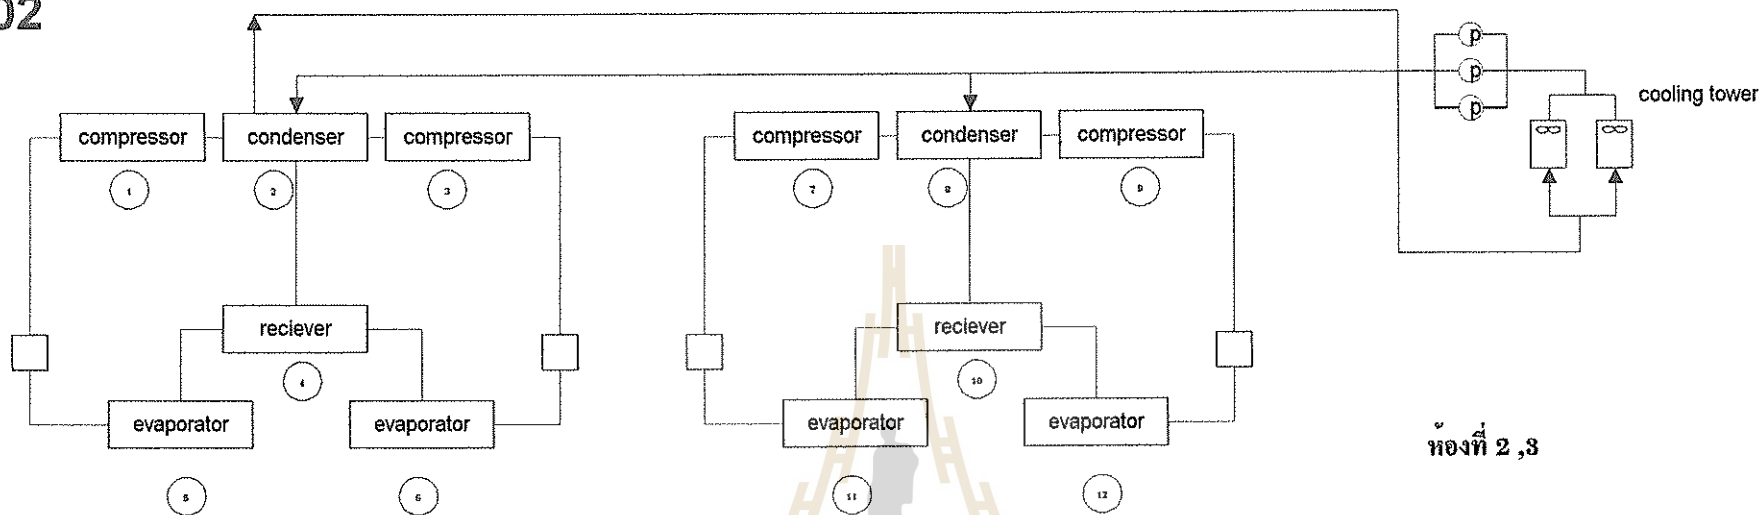 02
p
p
p
cooling tower
compressor condenser compressor
compressor condenser compressor
1 2 3
7 8 9
reciever
reciever
4
10
evaporator evaporator
evaporator evaporator
ห้องที่ 2 ,3
5 6
11 12